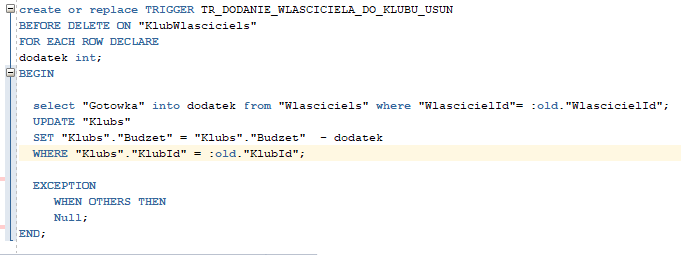 create or replace TRIGGER TR_DODANIE_WLASCICIELA_DO_KLUBU_USUN
BEFORE DELETE ON "KlubWlasciciels"
FOR EACH ROW DECLARE
dodatek int;
BEGIN
select "Gotowka" into dodatek from "Wlasciciels" where "WlascicielId"= :old."WlascicielId";
UPDATE "Klubs"
SET "Klubs"."Budzet" = "Klubs"."Budzet"  - dodatek
WHERE "Klubs"."KlubId" = :old."KlubId";
EXCEPTION
WHEN OTHERS THEN
Null;
END;